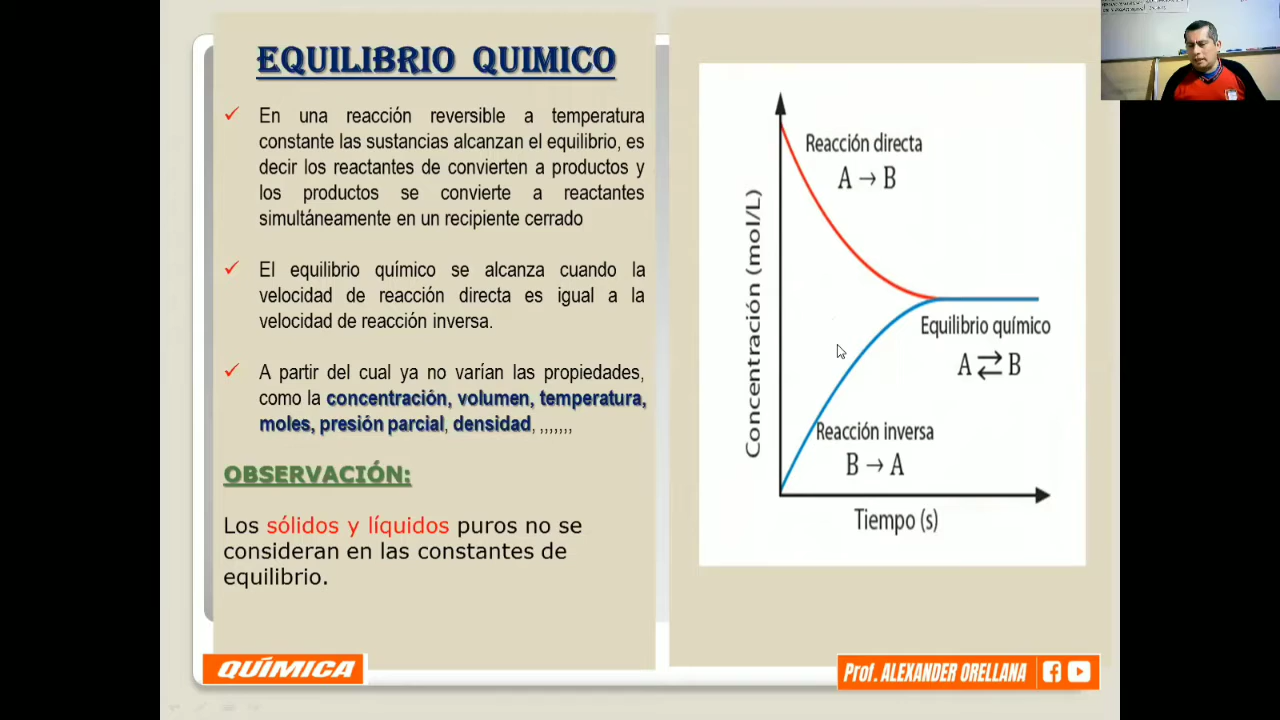 EQUILIBRIO QUIMICO
✓ En una reacción reversible a temperatura
constante las sustancias alcanzan el equilibrio, es
decir los reactantes de convierten a productos y
los productos se convierte a reactantes
simultáneamente en un recipiente cerrado
✓ El equilibrio químico se alcanza cuando la
velocidad de reacción directa es igual a la
velocidad de reacción inversa.
✓ A partir del cual ya no varían las propiedades,
como la concentración, volumen, temperatura,
moles, presión parcial, densidad, ,,,,,,,
OBSERVACIÓN:
Los sólidos y líquidos puros no se
consideran en las constantes de
equilibrio.
QUÍMICA
Concentración (mol/L)
Reacción directa
A → B
Equilibrio químico
A ⇄ B
Reacción inversa
B → A
Tiempo (s)
Prof. ALEXANDER ORELLANA